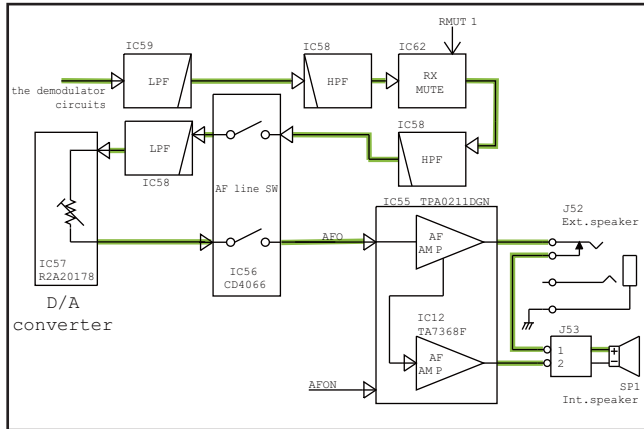 RMUT 1
IC59
IC58
IC62
LPF
HPF
RX
MUTE
the demodulator
circuits
LPF
HPF
IC58
IC58
AF line SW
IC55 TPA0211DGN
J52
Ext.speaker
AFO
AF
AMP
IC57
R2A20178
IC56
CD4066
D/A
converter
IC12
TA7368F
J53
AF
AMP
1
2
+
−
AFON
SP1
Int.speaker